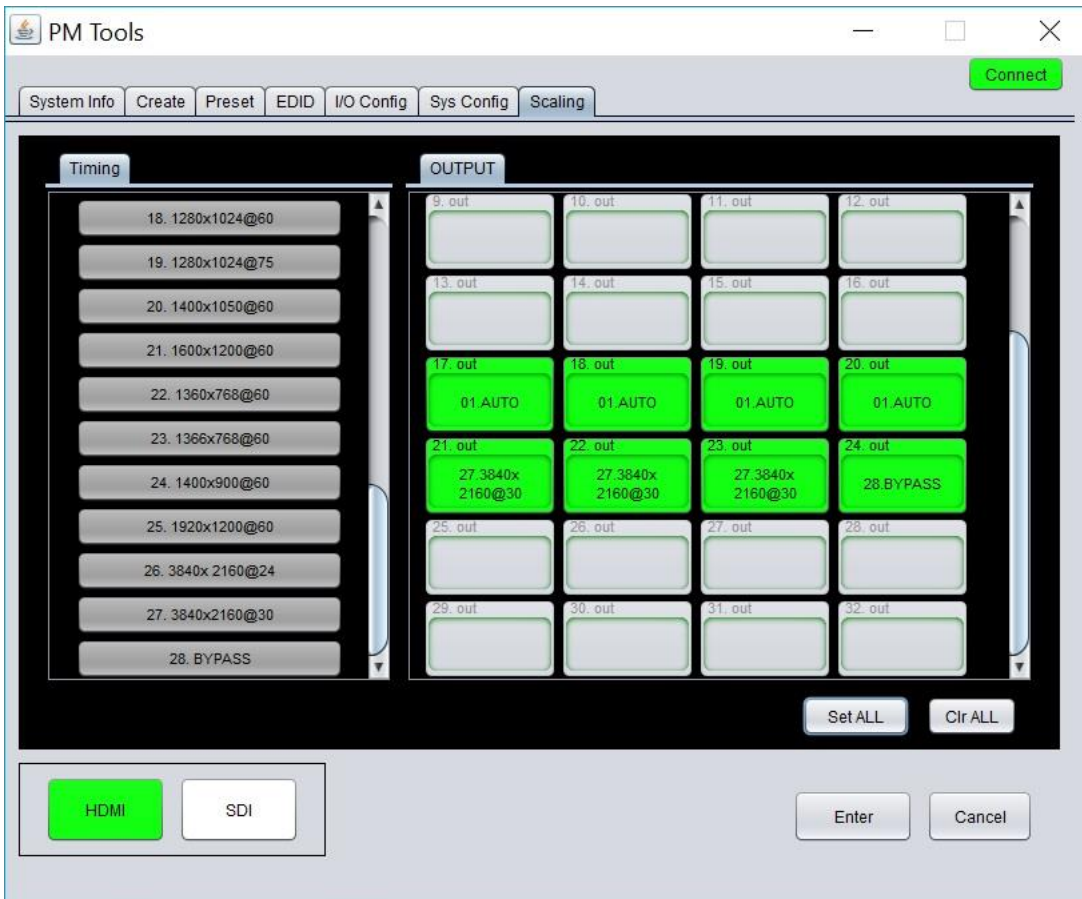 PM Tools
Connect
System Info
Create
Preset
EDID
I/O Config
Sys Config
Scaling
Timing
18. 1280x1024@60
19. 1280x1024@75
20. 1400x1050@60
21. 1600x1200@60
22. 1360x768@60
23. 1366x768@60
24. 1400x900@60
25. 1920x1200@60
26. 3840x 2160@24
27. 3840x2160@30
28. BYPASS
OUTPUT
9. out
10. out
11. out
12. out
13. out
14. out
15. out
16. out
17. out
01.AUTO
18. out
01.AUTO
19. out
01.AUTO
20. out
01.AUTO
21. out
27.3840x
2160@30
22. out
27.3840x
2160@30
23. out
27.3840x
2160@30
24. out
28.BYPASS
25. out
26. out
27. out
28. out
29. out
30. out
31. out
32. out
Set ALL
Clr ALL
HDMI
SDI
Enter
Cancel